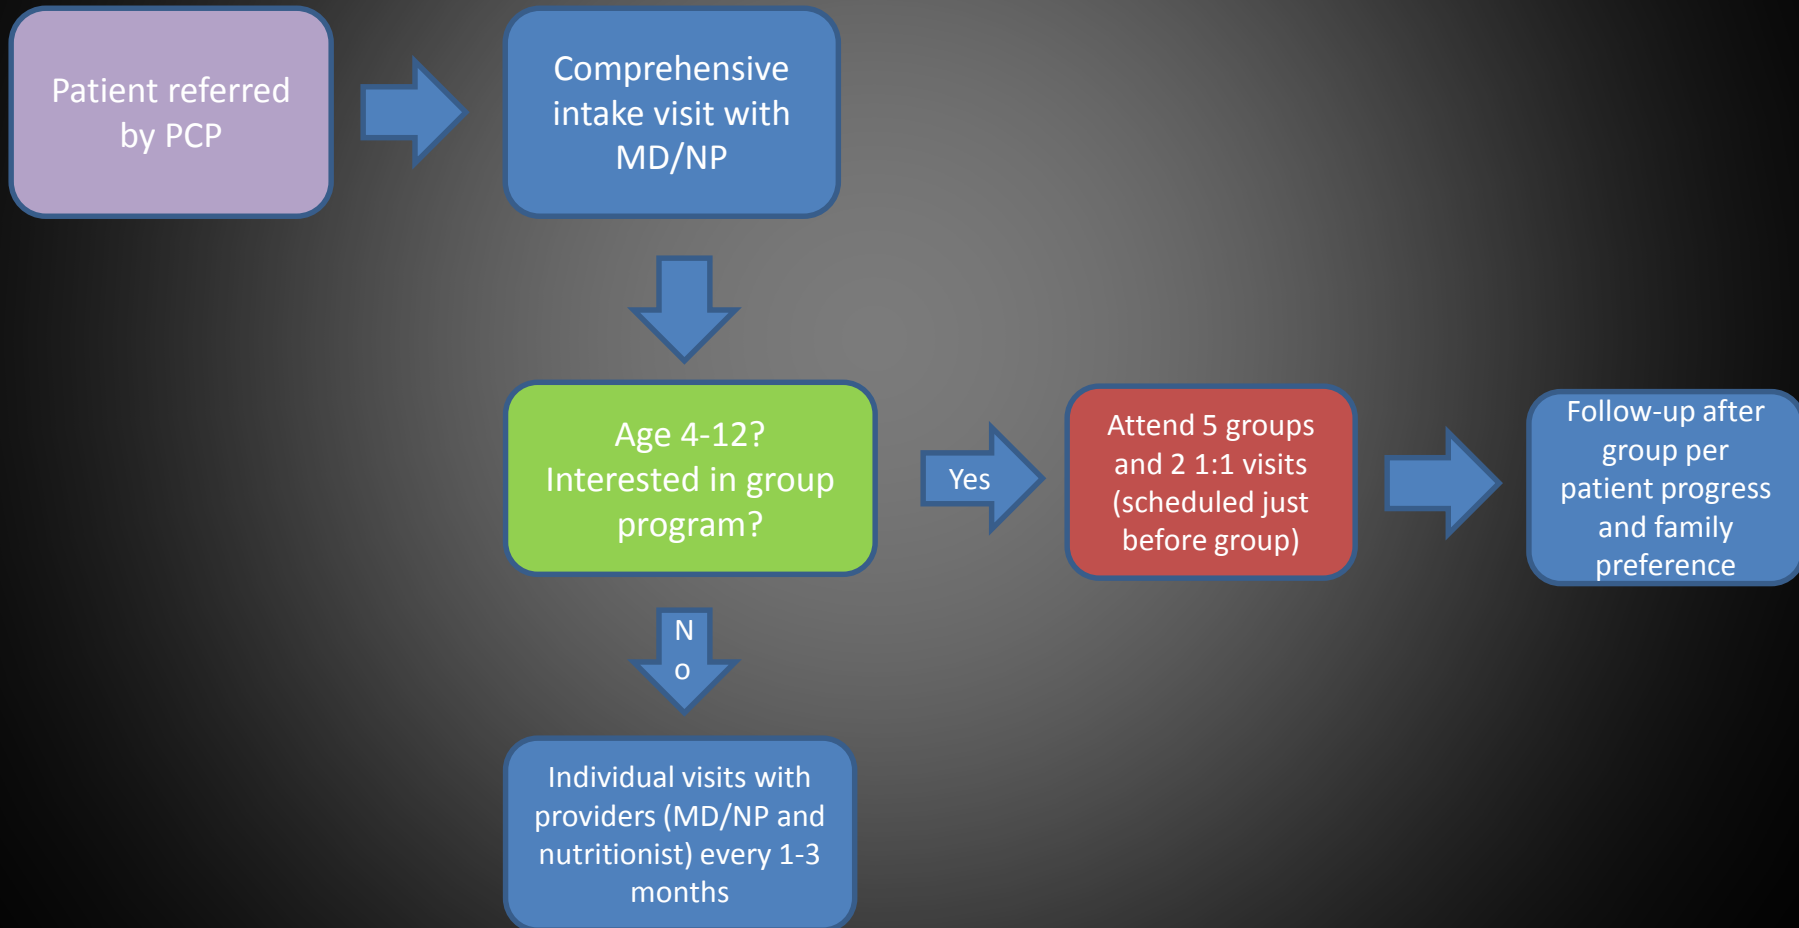 Patient referred
by PCP
Comprehensive
intake visit with
MD/NP
Age 4-12?
Interested in group
program?
Yes
Attend 5 groups
and 2 1:1 visits
(scheduled just
before group)
Follow-up after
group per
patient progress
and family
preference
N
o
Individual visits with
providers (MD/NP and
nutritionist) every 1-3
months